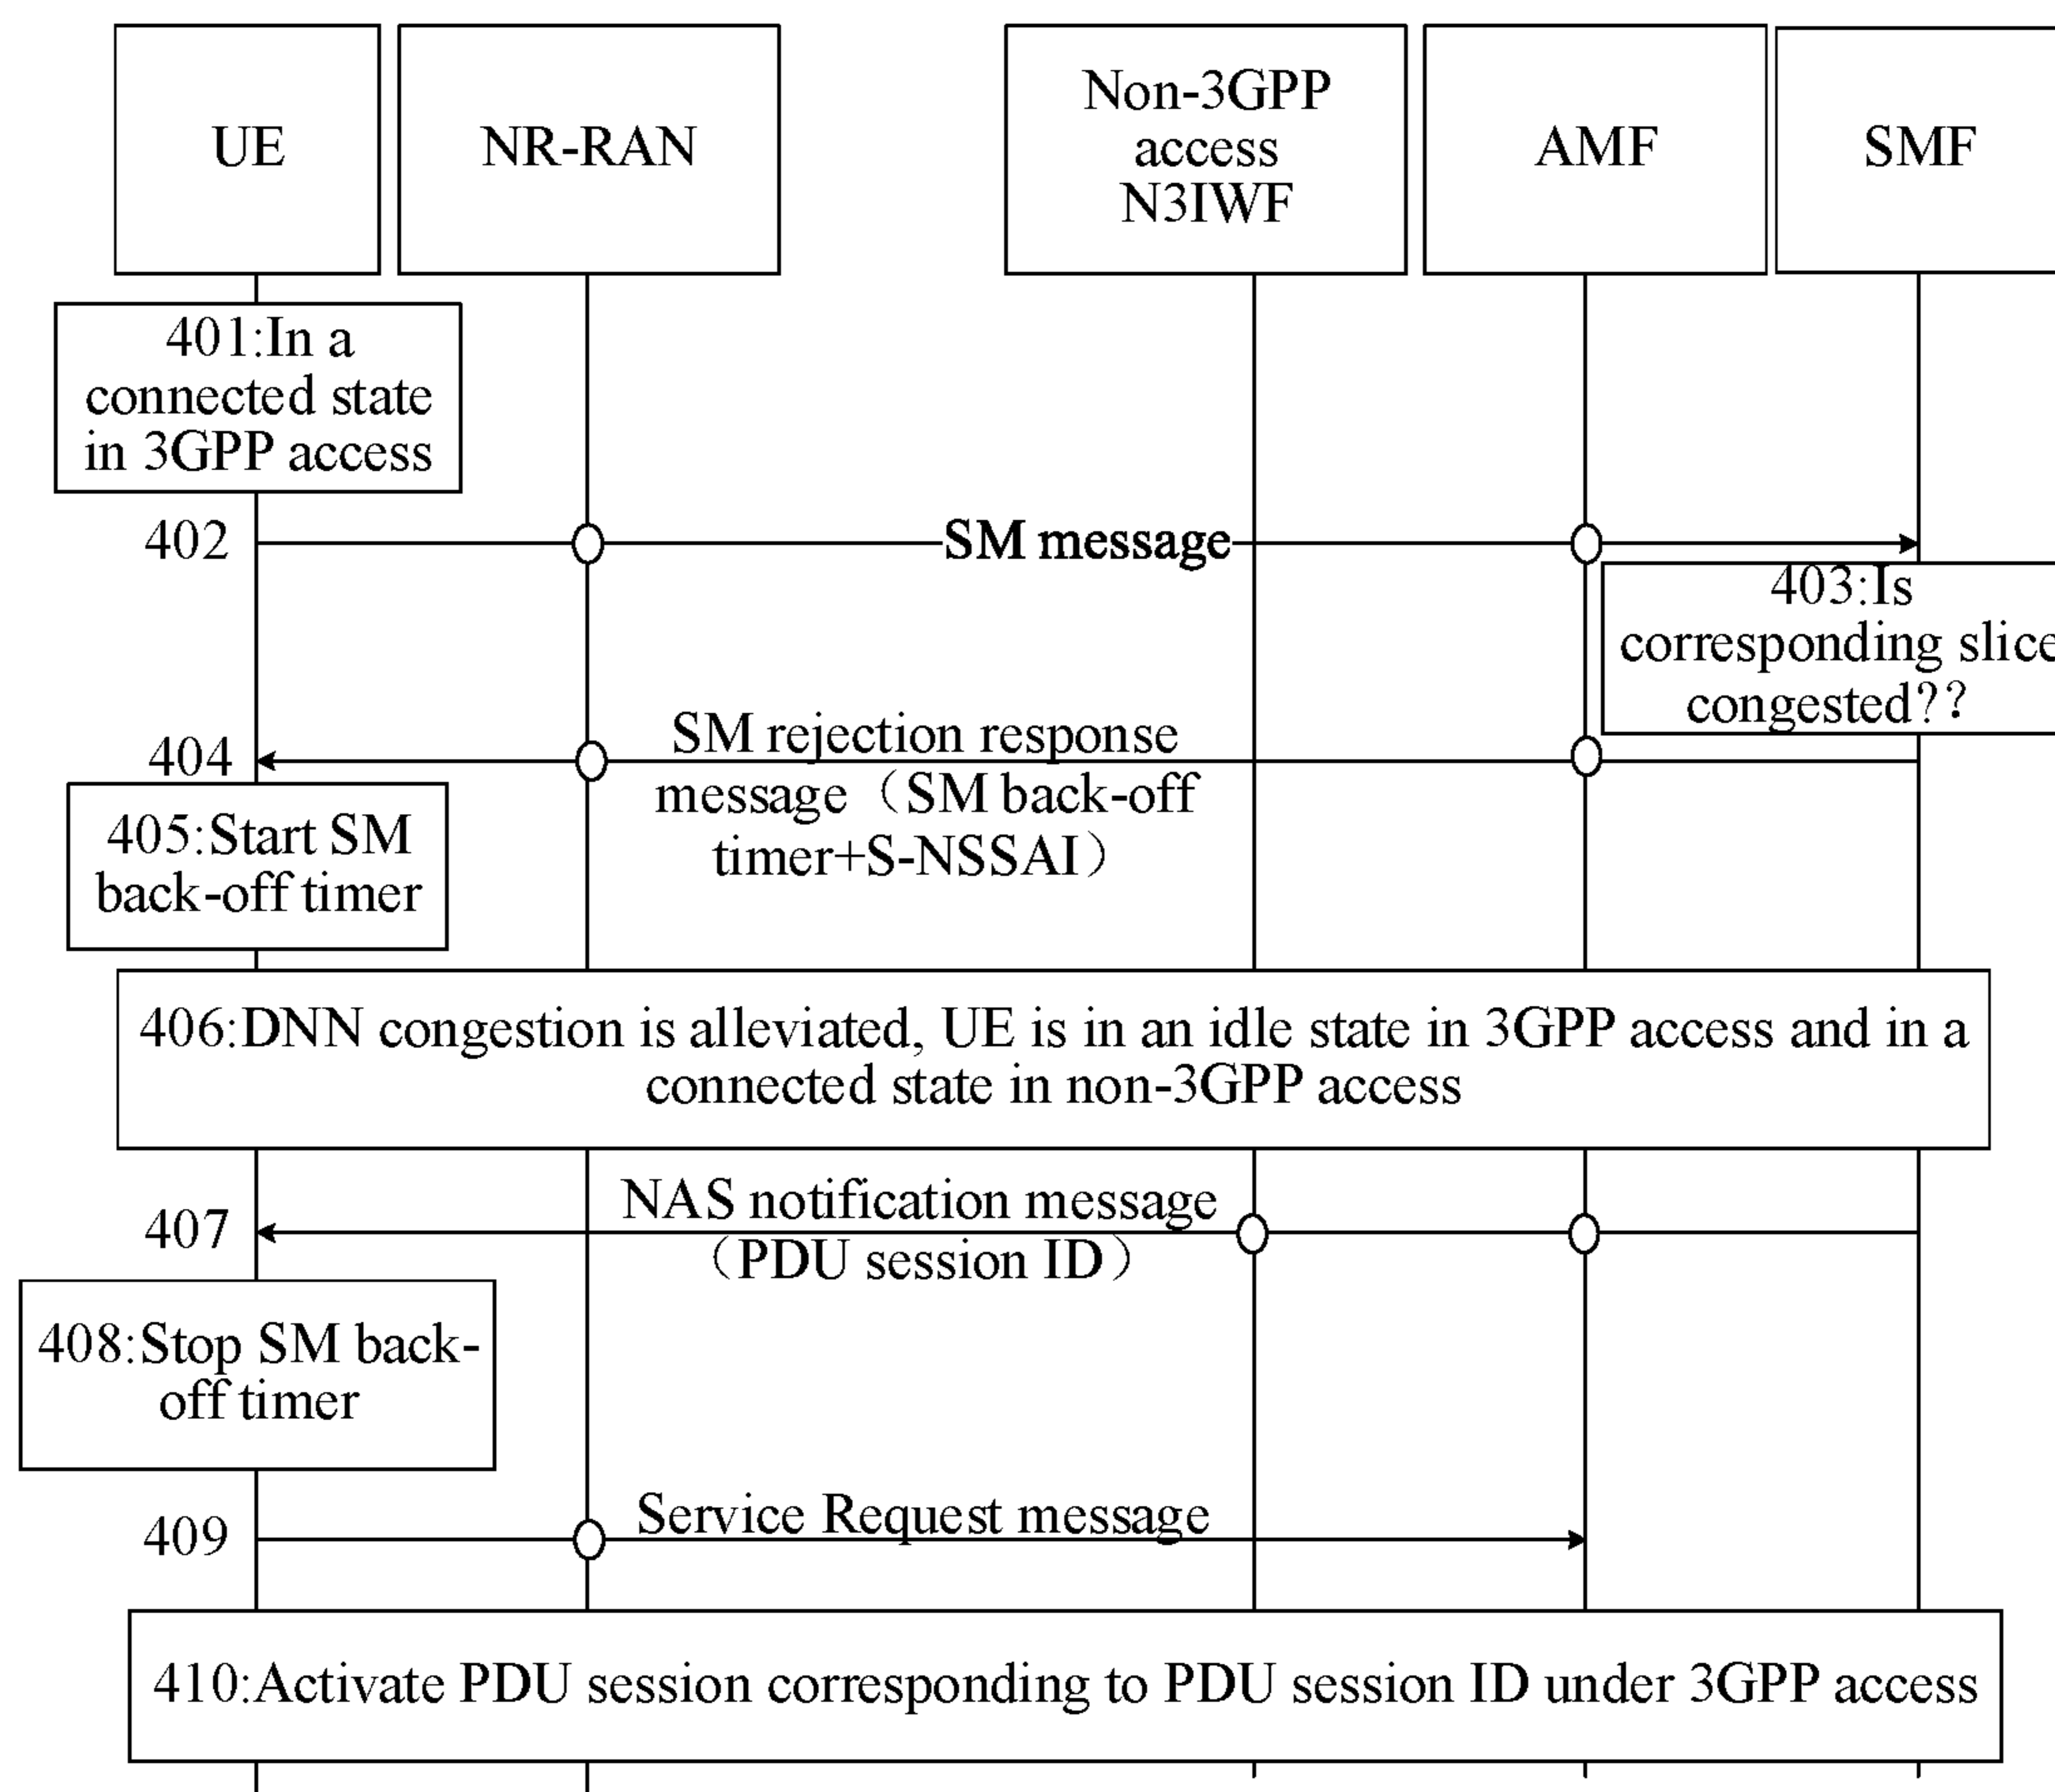 UE
NR-RAN
Non-3GPP
access
N3IWF
AMF
SMF
401:In a
connected state
in 3GPP access
402
SM message
403:Is
corresponding slice
congested??
404
SM rejection response
message（SM back-off
timer+S-NSSAI）
405:Start SM
back-off timer
406:DNN congestion is alleviated, UE is in an idle state in 3GPP access and in a
connected state in non-3GPP access
407
NAS notification message
（PDU session ID）
408:Stop SM back-
off timer
409
Service Request message
410:Activate PDU session corresponding to PDU session ID under 3GPP access